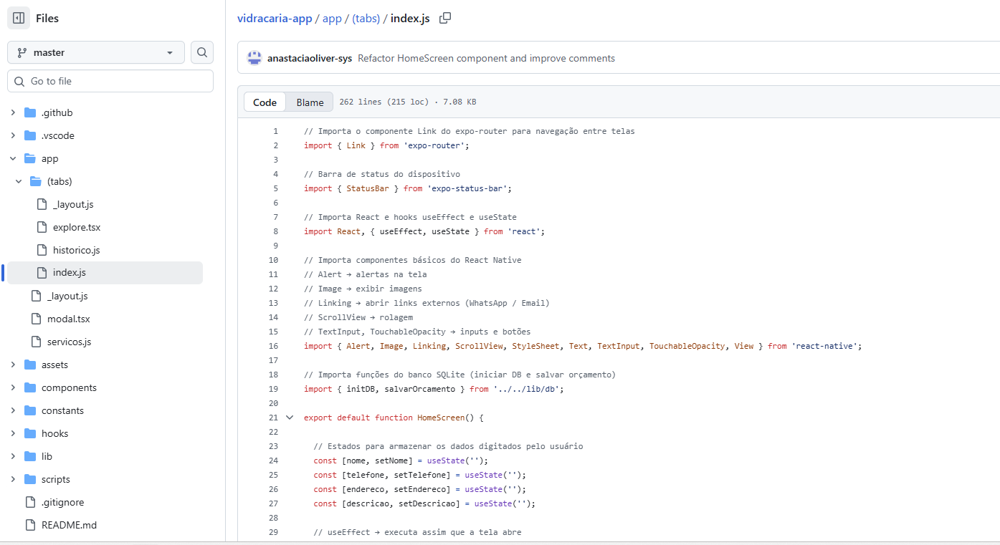 Files
master
Go to file
.github
.vscode
app
(tabs)
_layout.js
explore.tsx
historico.js
index.js
_layout.js
modal.tsx
servicos.js
assets
components
constants
hooks
lib
scripts
.gitignore
README.md
vidracaria-app / app / (tabs) / index.js
anastaciaoliver-sys Refactor HomeScreen component and improve comments
Code Blame 262 lines (215 loc) · 7.08 KB
1 // Importa o componente Link do expo-router para navegação entre telas
2 import { Link } from 'expo-router';
3
4 // Barra de status do dispositivo
5 import { StatusBar } from 'expo-status-bar';
6
7 // Importa React e hooks useEffect e useState
8 import React, { useEffect, useState } from 'react';
9
10 // Importa componentes básicos do React Native
11 // Alert → alertas na tela
12 // Image → exibir imagens
13 // Linking → abrir links externos (WhatsApp / Email)
14 // ScrollView → rolagem
15 // TextInput, TouchableOpacity → inputs e botões
16 import { Alert, Image, Linking, ScrollView, StyleSheet, Text, TextInput, TouchableOpacity, View } from 'react-native';
17
18 // Importa funções do banco SQLite (iniciar DB e salvar orçamento)
19 import { initDB, salvarOrcamento } from '../../lib/db';
20
21 export default function HomeScreen() {
22
23 // Estados para armazenar os dados digitados pelo usuário
24 const [nome, setNome] = useState('');
25 const [telefone, setTelefone] = useState('');
26 const [endereco, setEndereco] = useState('');
27 const [descricao, setDescricao] = useState('');
28
29 // useEffect → executa assim que a tela abre